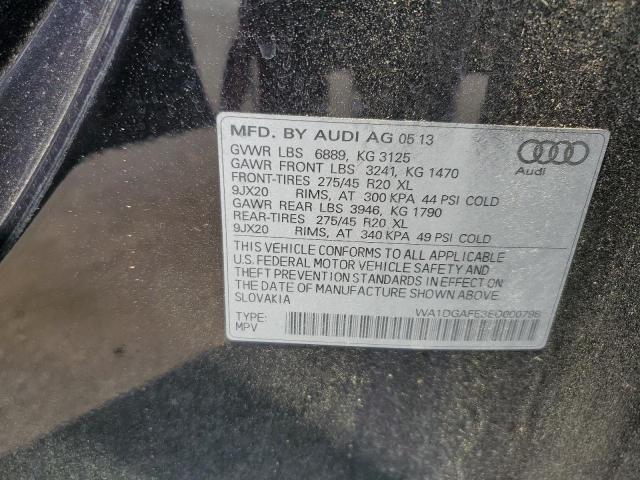 MFD. BY AUDI AG 05 13
GVWR LBS 6889, KG 3125
GAWR FRONT LBS 3241, KG 1470
FRONT-TIRES 275/45 R20 XL
9JX20 RIMS, AT 300 KPA 44 PSI COLD
GAWR REAR LBS 3946, KG 1790
REAR-TIRES 275/45 R20 XL
9JX20 RIMS, AT 340 KPA 49 PSI COLD
THIS VEHICLE CONFORMS TO ALL APPLICABLE
U.S. FEDERAL MOTOR VEHICLE SAFETY AND
THEFT PREVENTION STANDARDS IN EFFECT ON
THE DATE OF MANUFACTURE SHOWN ABOVE.
SLOVAKIA
Audi
TYPE:
MPV